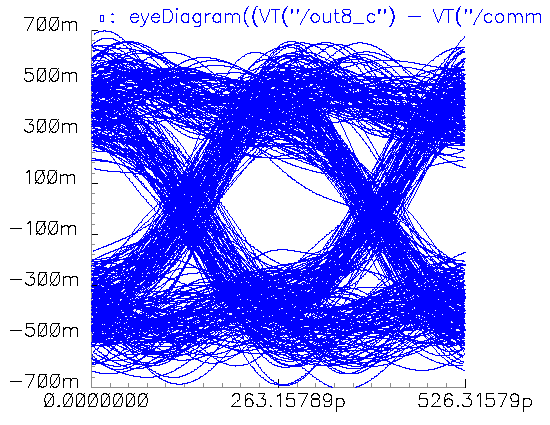 ▯: eyeDiagram((VT("/out8_c") - VT("/comm
700m
500m
300m
100m
-100m
-300m
-500m
-700m
0.0000000 263.15789p 526.31579p